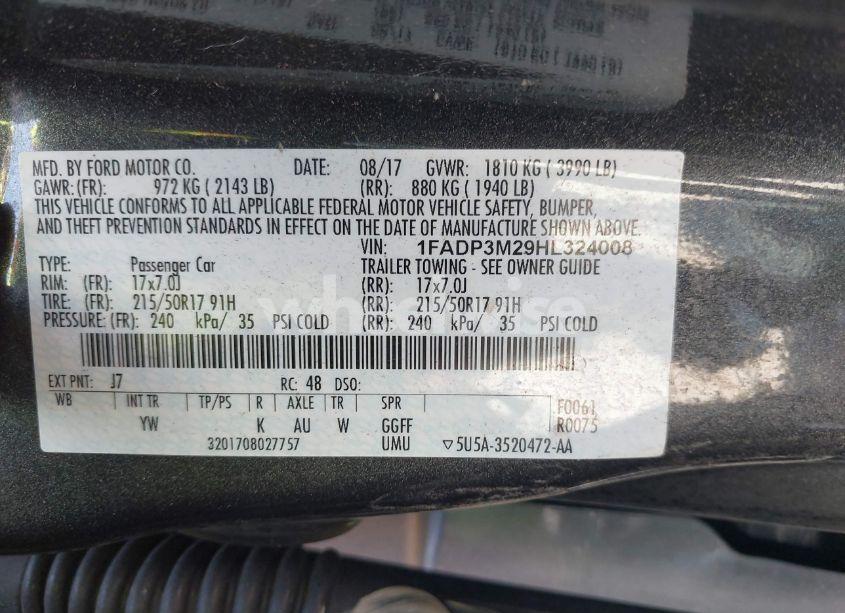 MFD. BY FORD MOTOR CO. DATE: 08/17 GVWR: 1810 KG ( 3990 LB)
GAWR: (FR): 972 KG ( 2143 LB) (RR): 880 KG ( 1940 LB)
THIS VEHICLE CONFORMS TO ALL APPLICABLE FEDERAL MOTOR VEHICLE SAFETY, BUMPER,
AND THEFT PREVENTION STANDARDS IN EFFECT ON THE DATE OF MANUFACTURE SHOWN ABOVE.
VIN: 1FADP3M29HL324008
TYPE: Passenger Car TRAILER TOWING - SEE OWNER GUIDE
RIM: (FR): 17x7.0J (RR): 17x7.0J
TIRE: (FR): 215/50R17 91H (RR): 215/50R17 91H
PRESSURE: (FR): 240 kPa/ 35 PSI COLD (RR): 240 kPa/ 35 PSI COLD
EXT PNT: J7 RC: 48 DSO:
WB INT TR TP/PS R AXLE TR SPR F0061
YW K AU W GGFF R0075
3201708027757 UMU ▽5U5A-3520472-AA